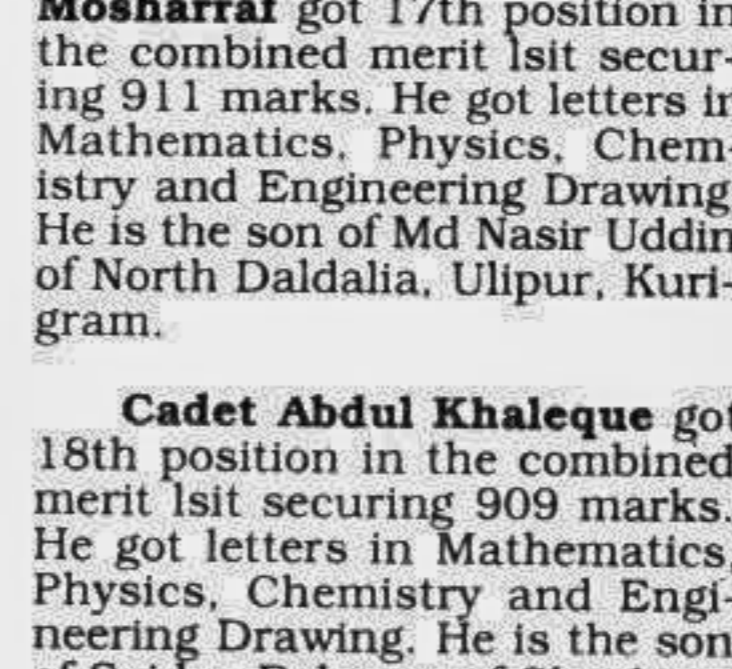 Mosharraf got 17th position in
the combined merit lsit secur-
ing 911 marks. He got letters in
Mathematics, Physics, Chem-
istry and Engineering Drawing
He is the son of Md Nasir Uddin
of North Daldalia, Ulipur, Kuri-
gram.
Cadet Abdul Khaleque got
18th position in the combined
merit lsit securing 909 marks.
He got letters in Mathematics,
Physics, Chemistry and Engi-
neering Drawing. He is the son
of